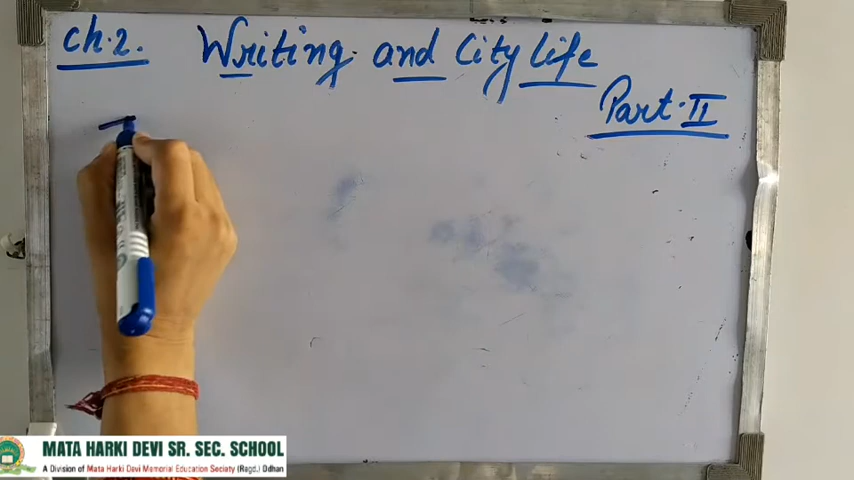 Ch.2. Writing and City life
Part-II
MATA HARKI DEVI SR. SEC. SCHOOL
A Division of Mata Harki Devi Memorial Education Society (Regd.) Odhan